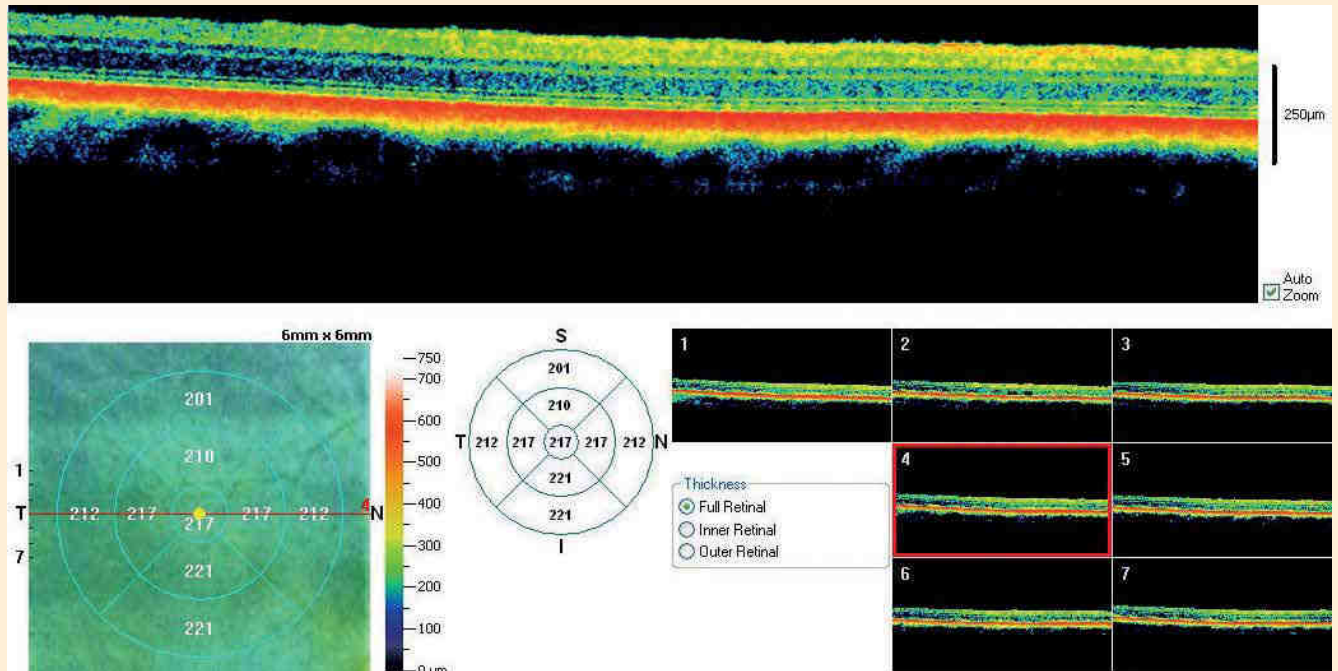 250µm
Auto
Zoom
6mm x 6mm
201
210
212 217 217 217 212
221
221
1
T
7
4
N
750
700
600
500
400
300
200
100
0 µm
S
201
210
T 212 217 217 217 212 N
221
221
I
1
2
3
Thickness
Full Retinal
Inner Retinal
Outer Retinal
4
5
6
7